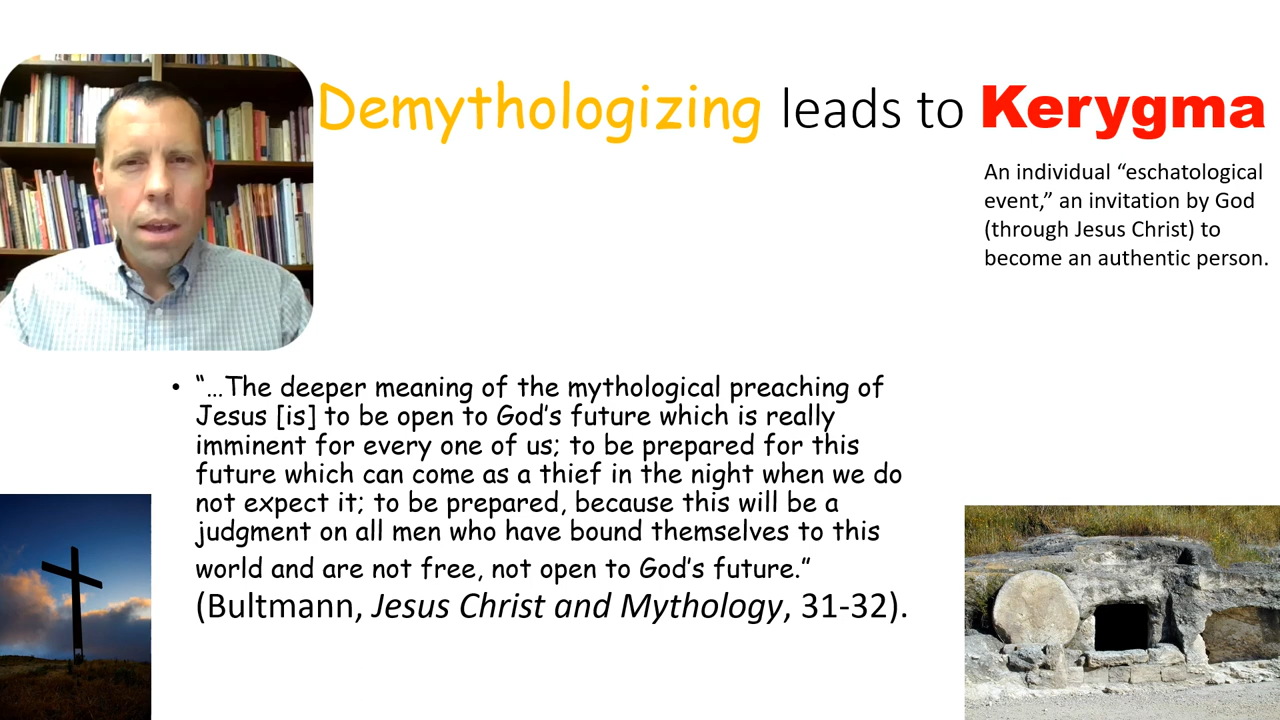 Demythologizing leads to Kerygma
An individual “eschatological
event,” an invitation by God
(through Jesus Christ) to
become an authentic person.
• “…The deeper meaning of the mythological preaching of
Jesus [is] to be open to God’s future which is really
imminent for every one of us; to be prepared for this
future which can come as a thief in the night when we do
not expect it; to be prepared, because this will be a
judgment on all men who have bound themselves to this
world and are not free, not open to God’s future.”
(Bultmann, Jesus Christ and Mythology, 31-32).